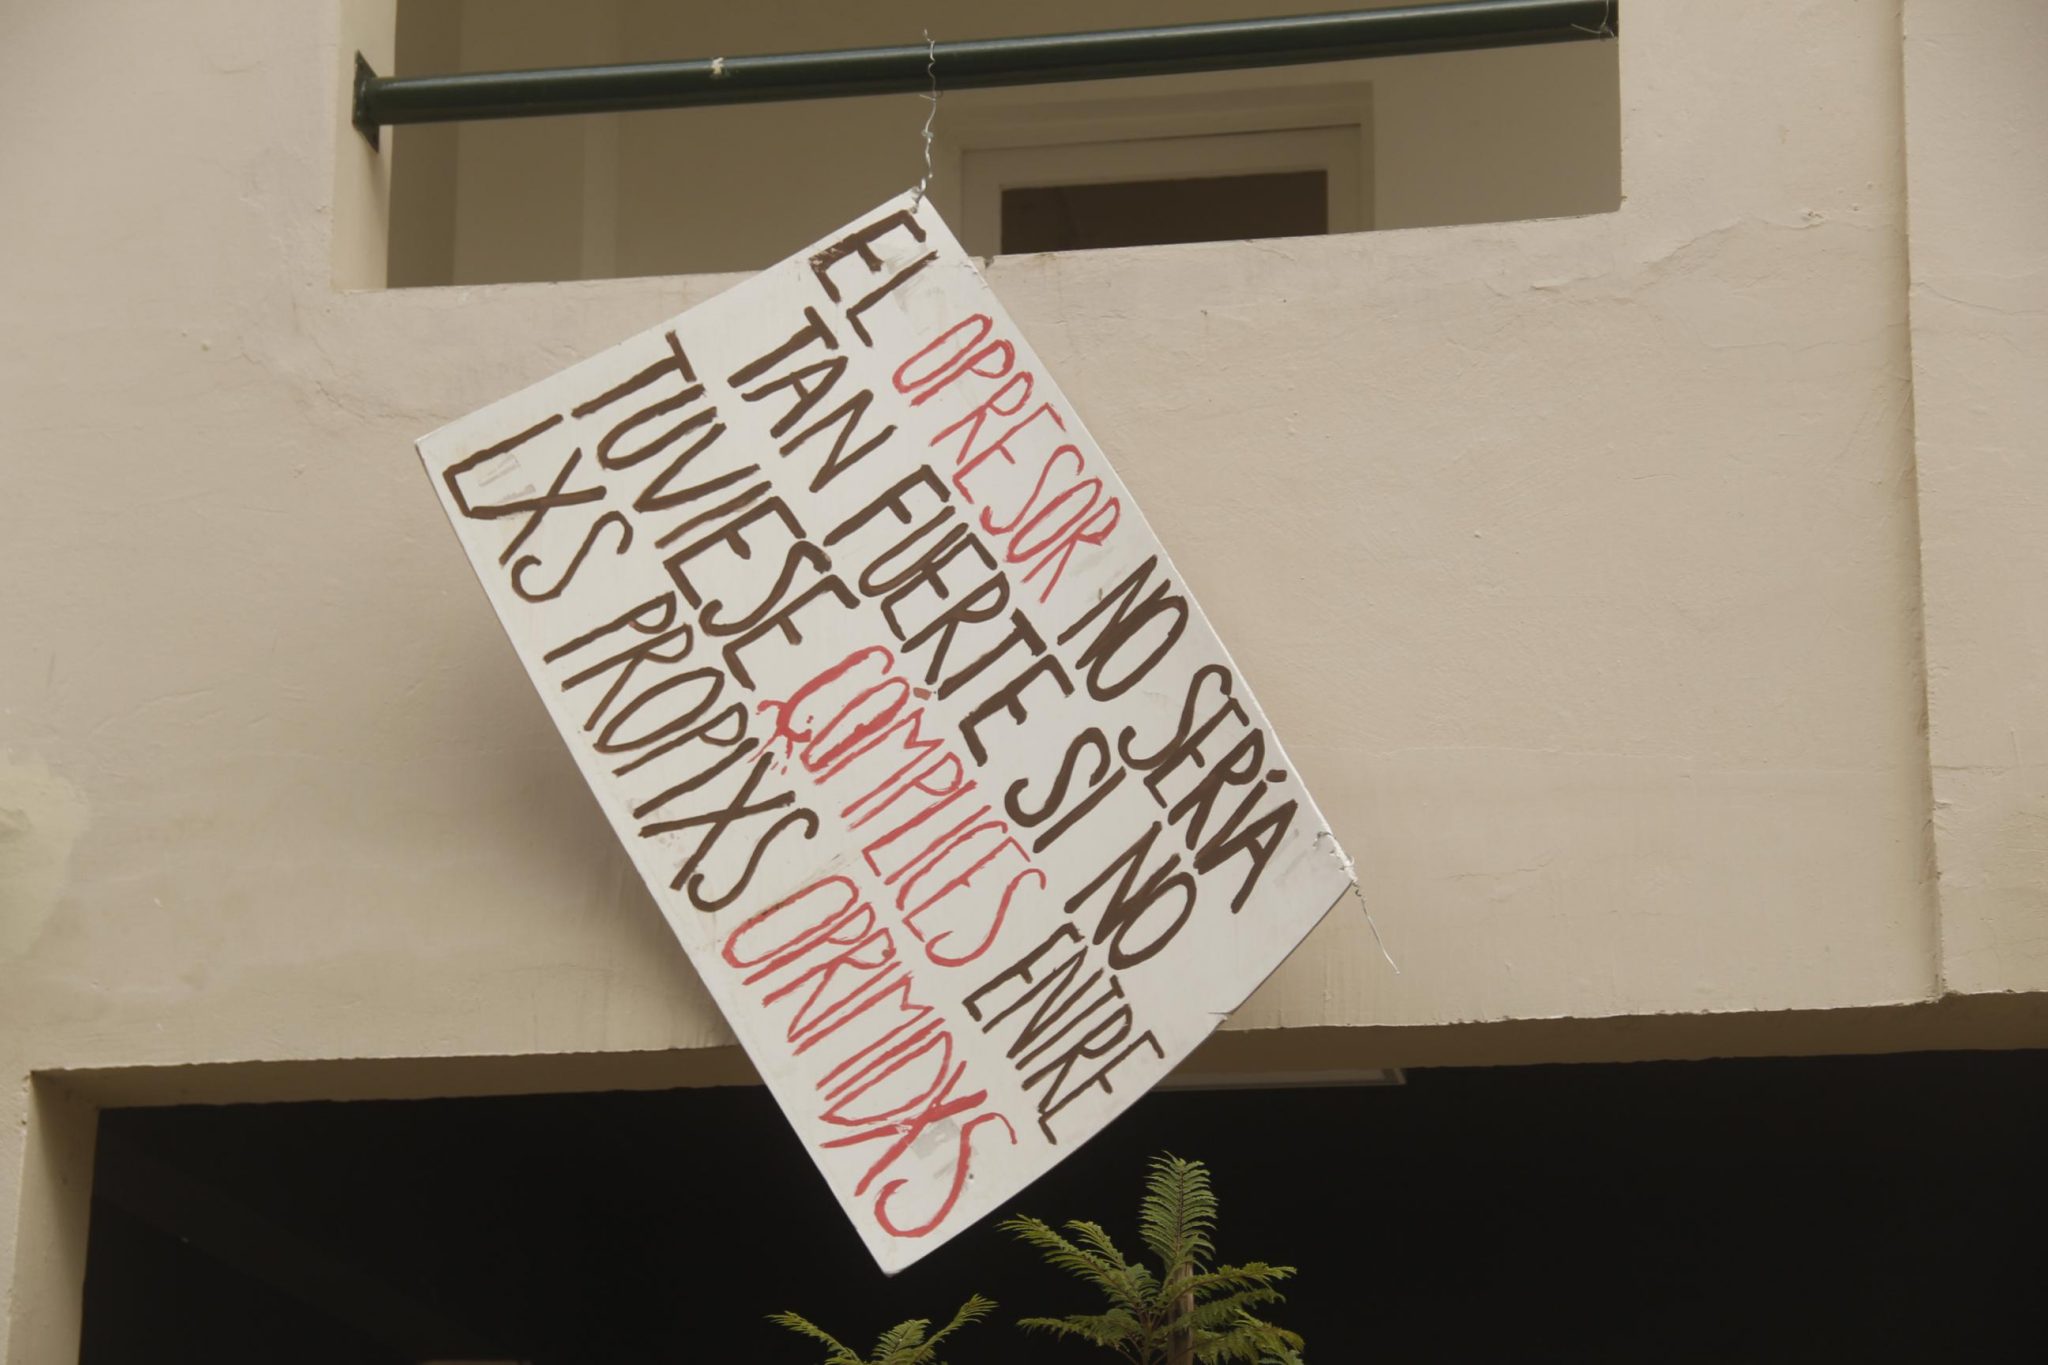 EL OPRESOR NO SERÍA
TAN FUERTE SI NO
TUVIESE CÓMPLICES ENTRE
LXS PROPIXS OPRIMIDXS